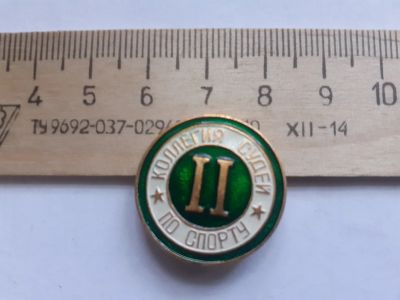 4 5 6 7 8 9 10
ТУ 9692-037-029
XII-14
КОЛЛЕГИЯ СУДЕЙ
II
ПО СПОРТУ